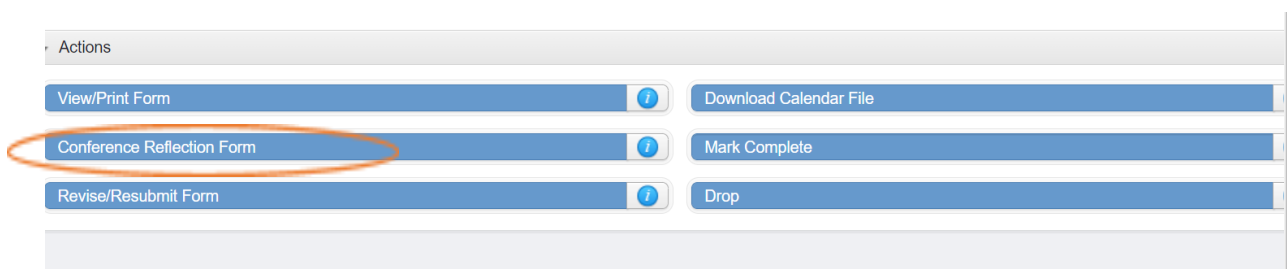 Actions
View/Print Form
Download Calendar File
Conference Reflection Form
Mark Complete
Revise/Resubmit Form
Drop